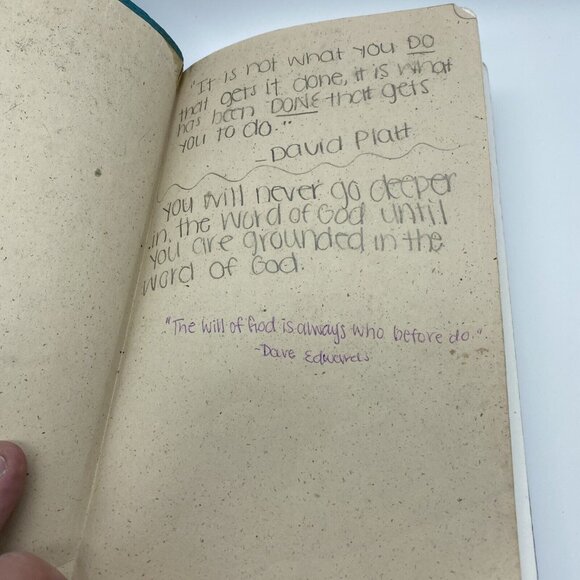 "It is not what you DO
that gets it done, it is what
has been DONE that gets
you to do."
-David Platt
you will never go deeper
in the word of God until
you are grounded in the
word of God.
"The will of God is always who before do."
-Dave Edwards